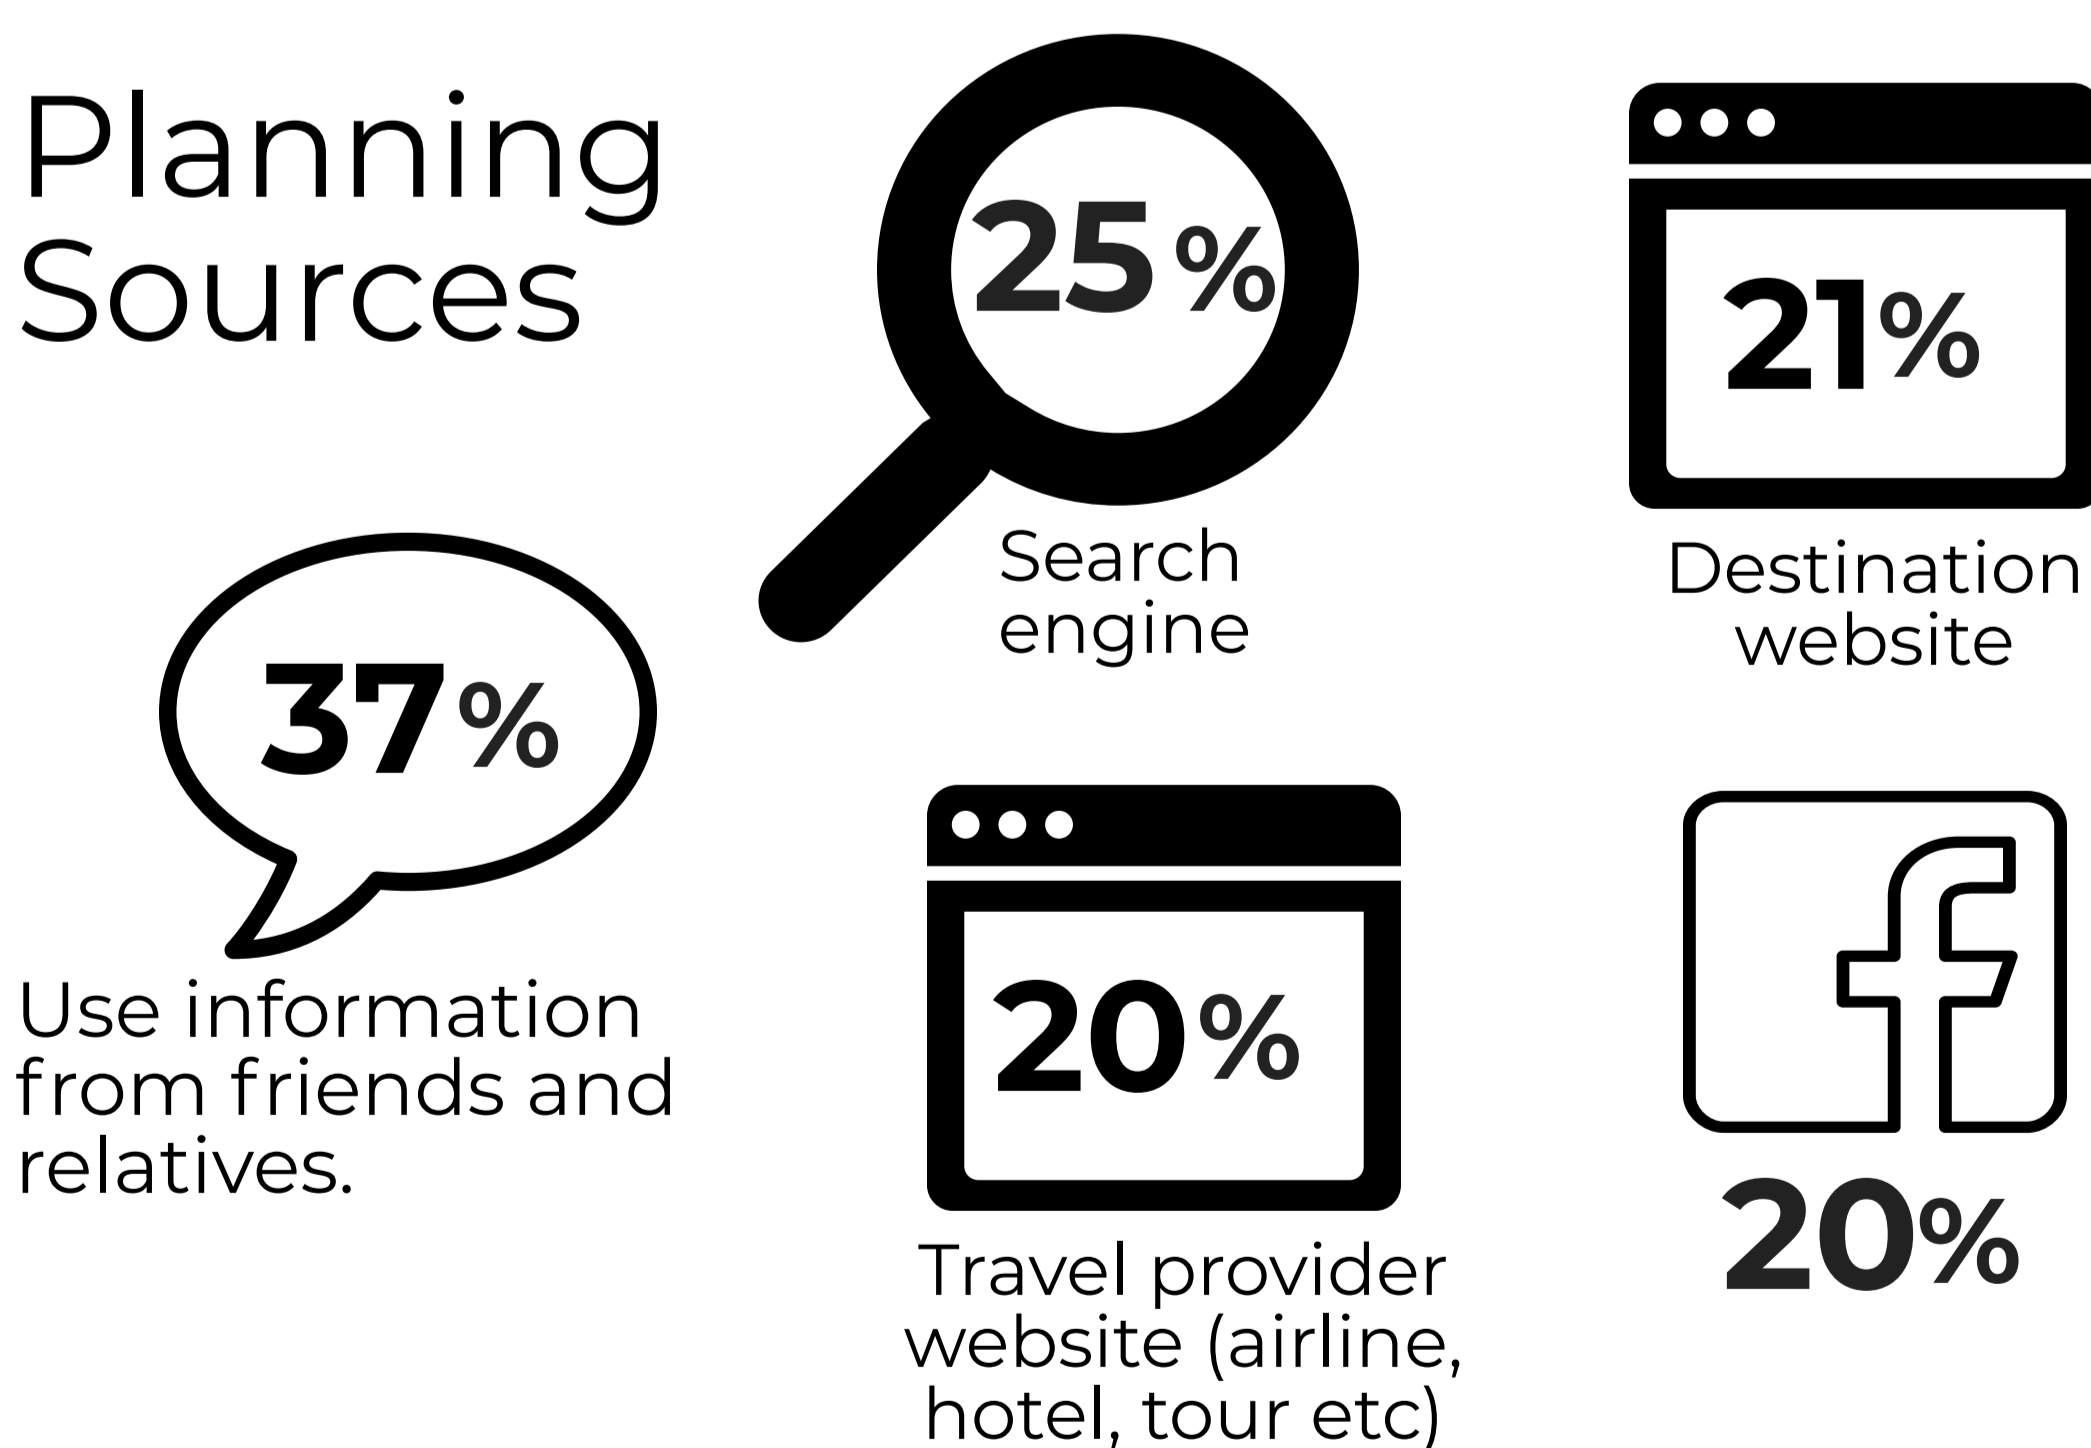 Planning
Sources
25%
Search
engine
21%
Destination
website
37%
Use information
from friends and
relatives.
20%
Travel provider
website (airline,
hotel, tour etc)
f
20%